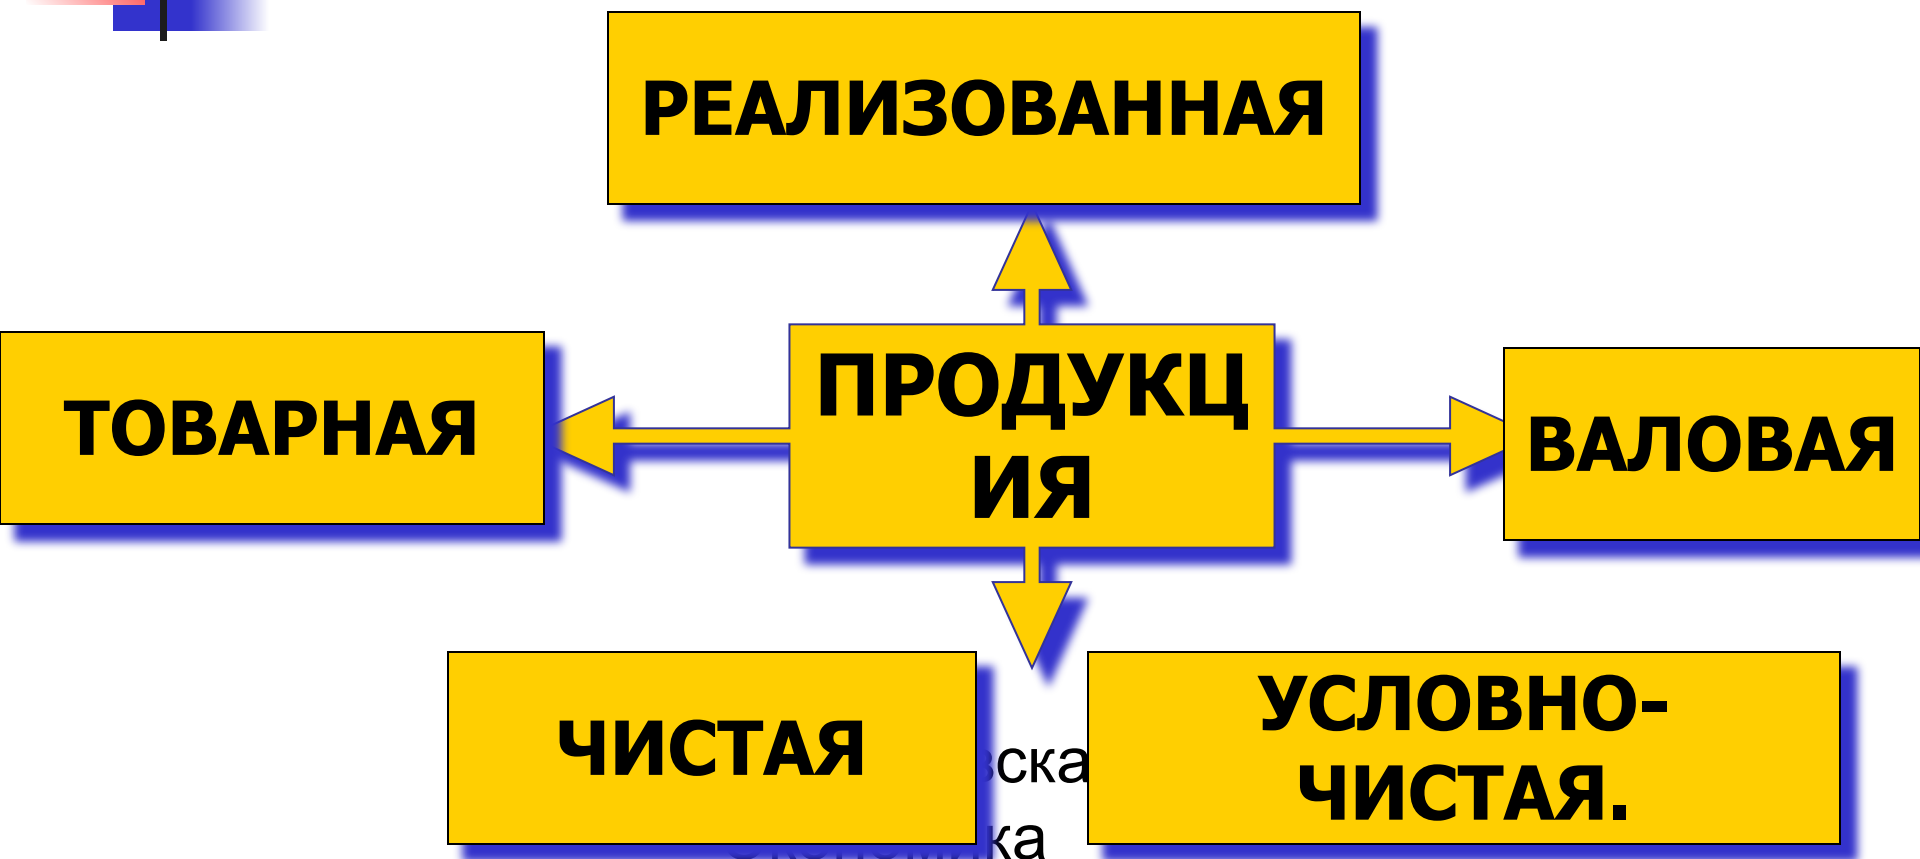 РЕАЛИЗОВАННАЯ
ТОВАРНАЯ
ПРОДУКЦ
ИЯ
ВАЛОВАЯ
ЧИСТАЯ
УСЛОВНО-
ЧИСТАЯ.